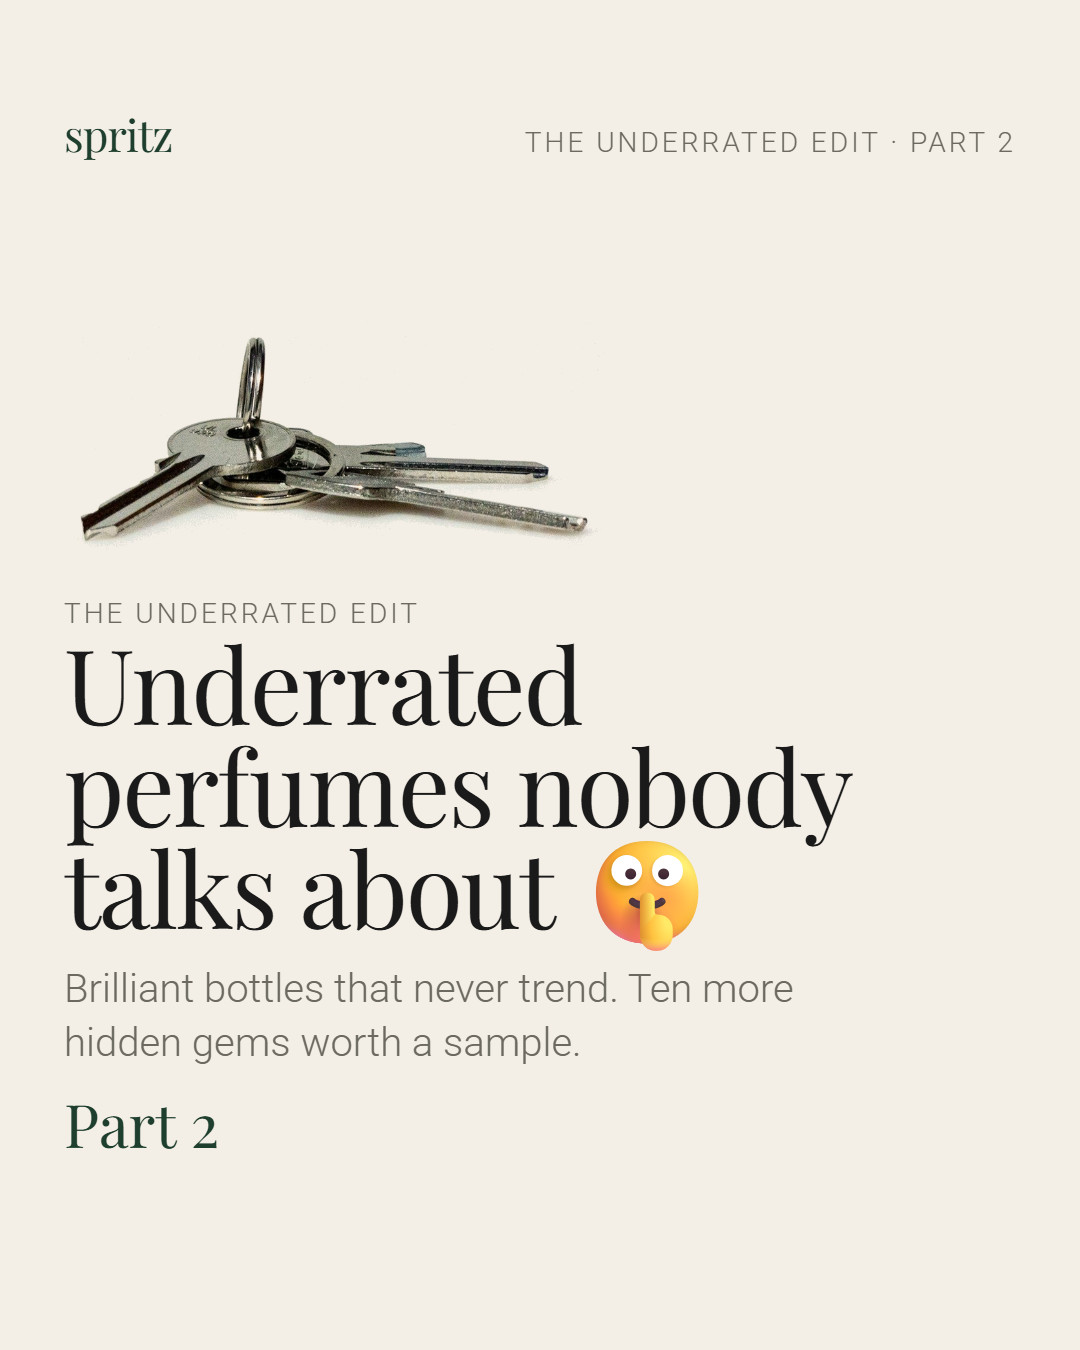 spritz
THE UNDERRATED EDIT · PART 2
THE UNDERRATED EDIT
Underrated
perfumes nobody
talks about 🤫
Brilliant bottles that never trend. Ten more
hidden gems worth a sample.
Part 2